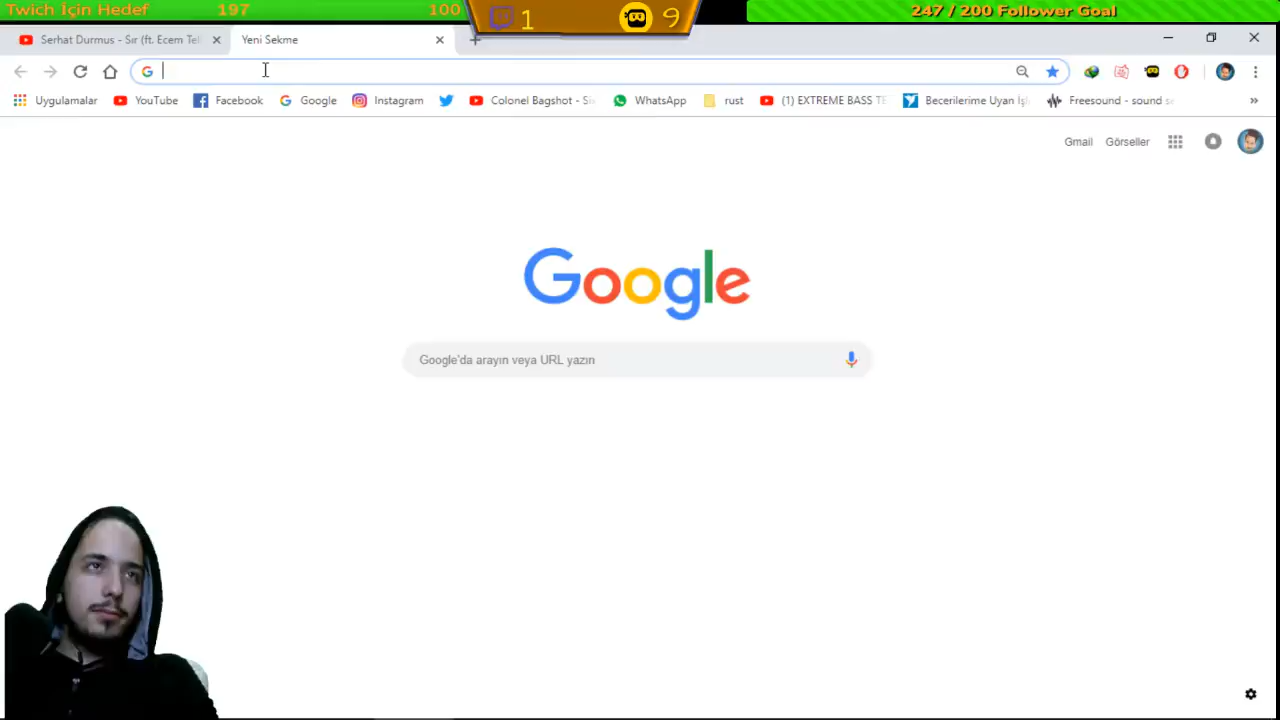 Twich İçin Hedef 197 100
1 9
247 / 200 Follower Goal
Serhat Durmus - Sır (ft. Ecem Tel
Yeni Sekme
Uygulamalar YouTube Facebook Google Instagram Colonel Bagshot - WhatsApp rust (1) EXTREME BASS TE Becerilerime Uyan İş Freesound - sound
Gmail Görseller
Google
Google'da arayın veya URL yazın